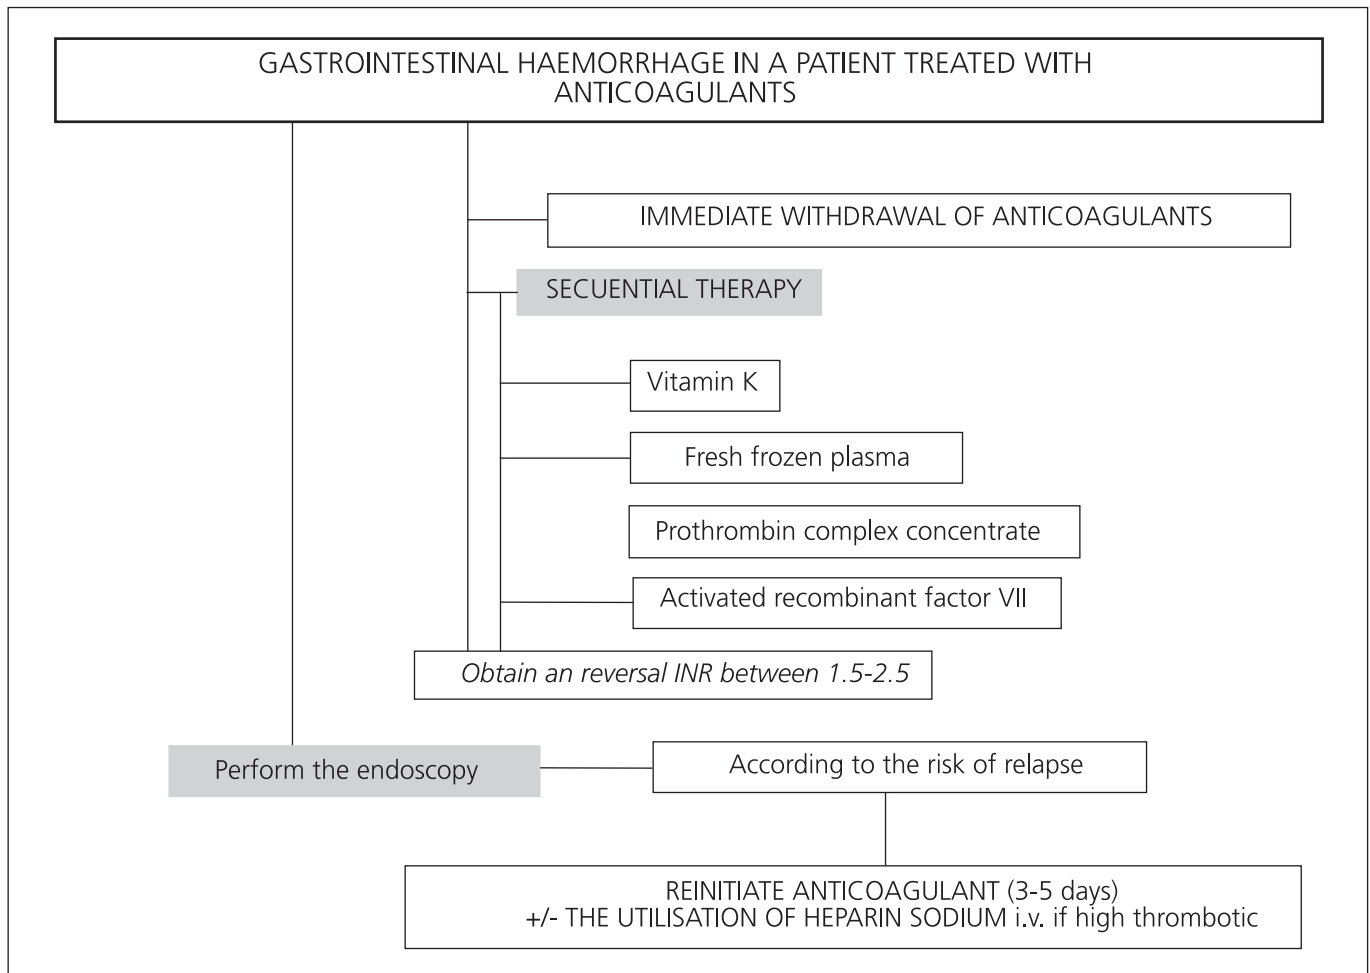 GASTROINTESTINAL HAEMORRHAGE IN A PATIENT TREATED WITH
ANTICOAGULANTS
IMMEDIATE WITHDRAWAL OF ANTICOAGULANTS
SECUENTIAL THERAPY
Vitamin K
Fresh frozen plasma
Prothrombin complex concentrate
Activated recombinant factor VII
Obtain an reversal INR between 1.5-2.5
Perform the endoscopy
According to the risk of relapse
REINITIATE ANTICOAGULANT (3-5 days)
+/- THE UTILISATION OF HEPARIN SODIUM i.v. if high thrombotic